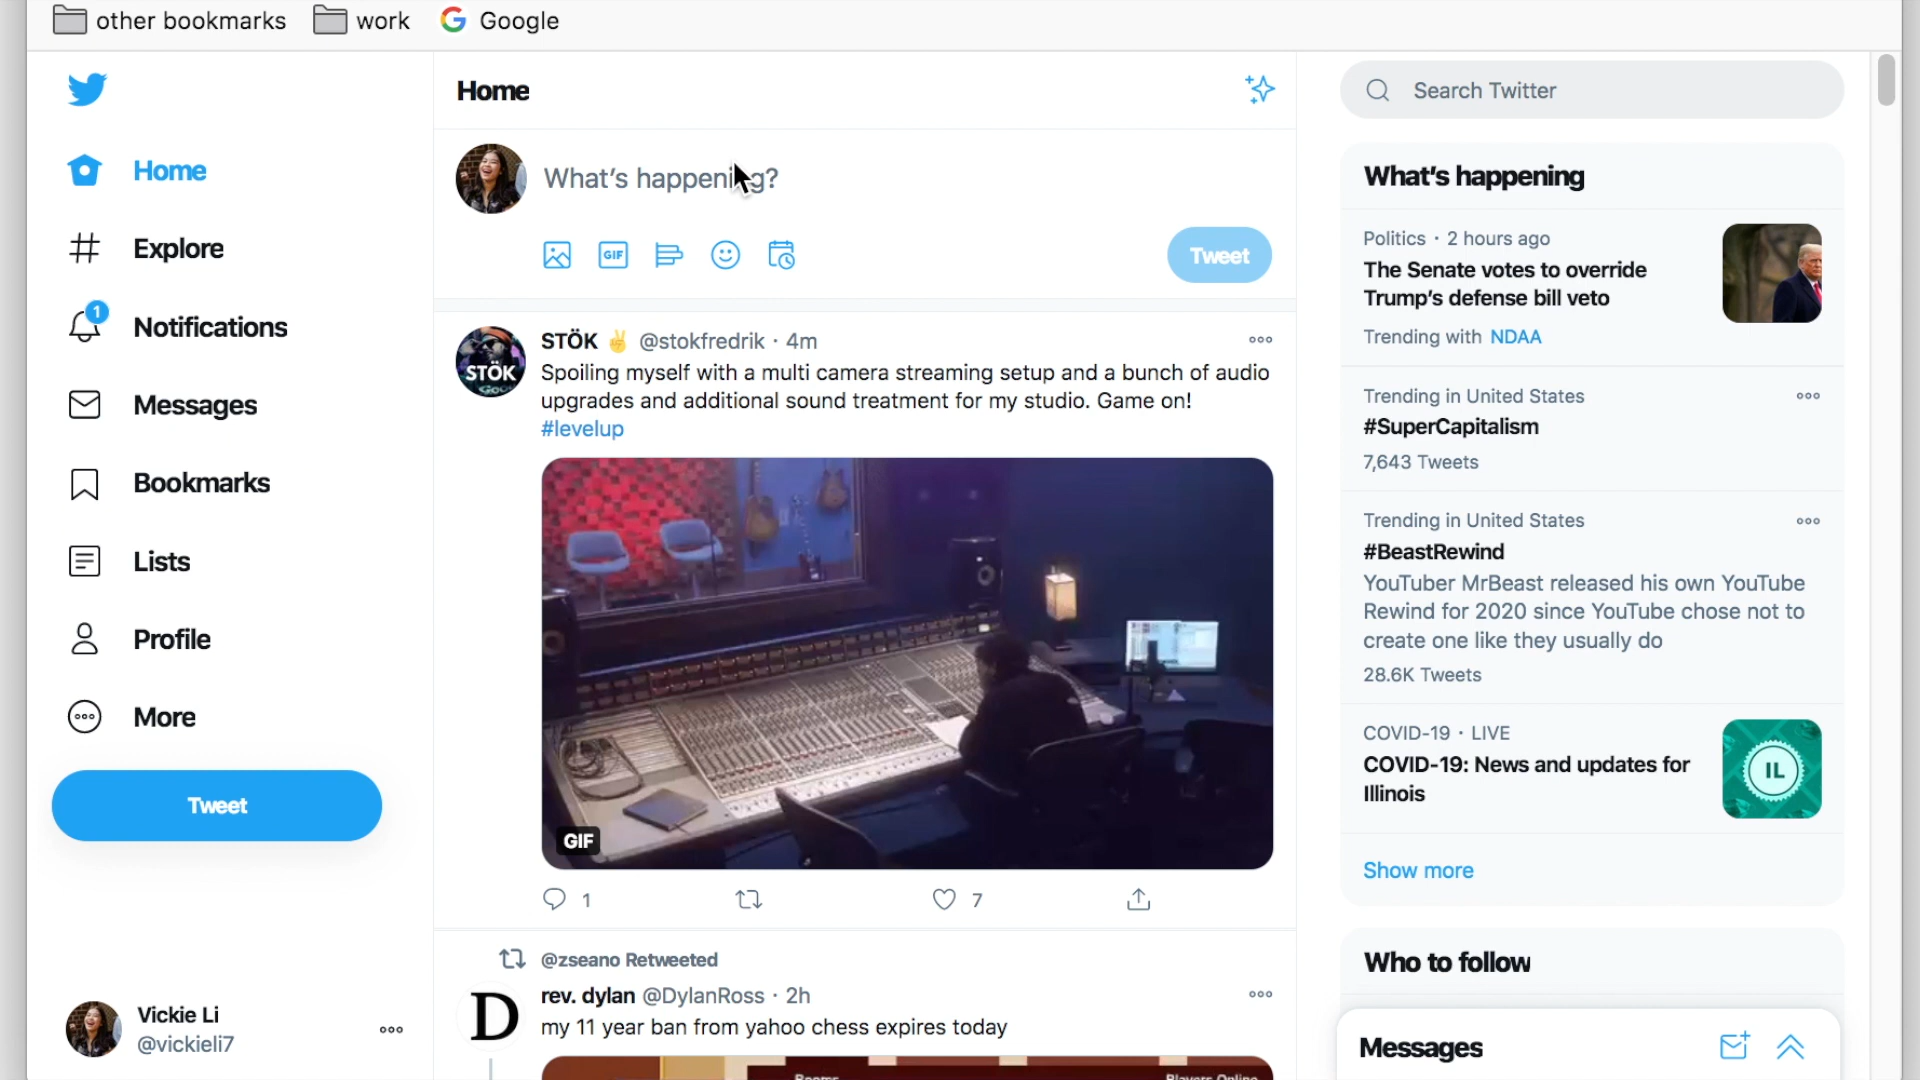 other bookmarks
work
Google
Home
Explore
1
Notifications
Messages
Bookmarks
Lists
Profile
More
Tweet
Vickie Li
@vickieli7
Home
What's happening?
GIF
Tweet
STÖK ✌ @stokfredrik · 4m
Spoiling myself with a multi camera streaming setup and a bunch of audio
upgrades and additional sound treatment for my studio. Game on!
#levelup
STÖK
GIF
1
7
@zseano Retweeted
D
rev. dylan @DylanRoss · 2h
my 11 year ban from yahoo chess expires today
Rooms
Players Online
Search Twitter
What's happening
Politics · 2 hours ago
The Senate votes to override
Trump's defense bill veto
Trending with NDAA
Trending in United States
#SuperCapitalism
7,643 Tweets
Trending in United States
#BeastRewind
YouTuber MrBeast released his own YouTube
Rewind for 2020 since YouTube chose not to
create one like they usually do
28.6K Tweets
COVID-19 · LIVE
COVID-19: News and updates for
Illinois
IL
Show more
Who to follow
Messages